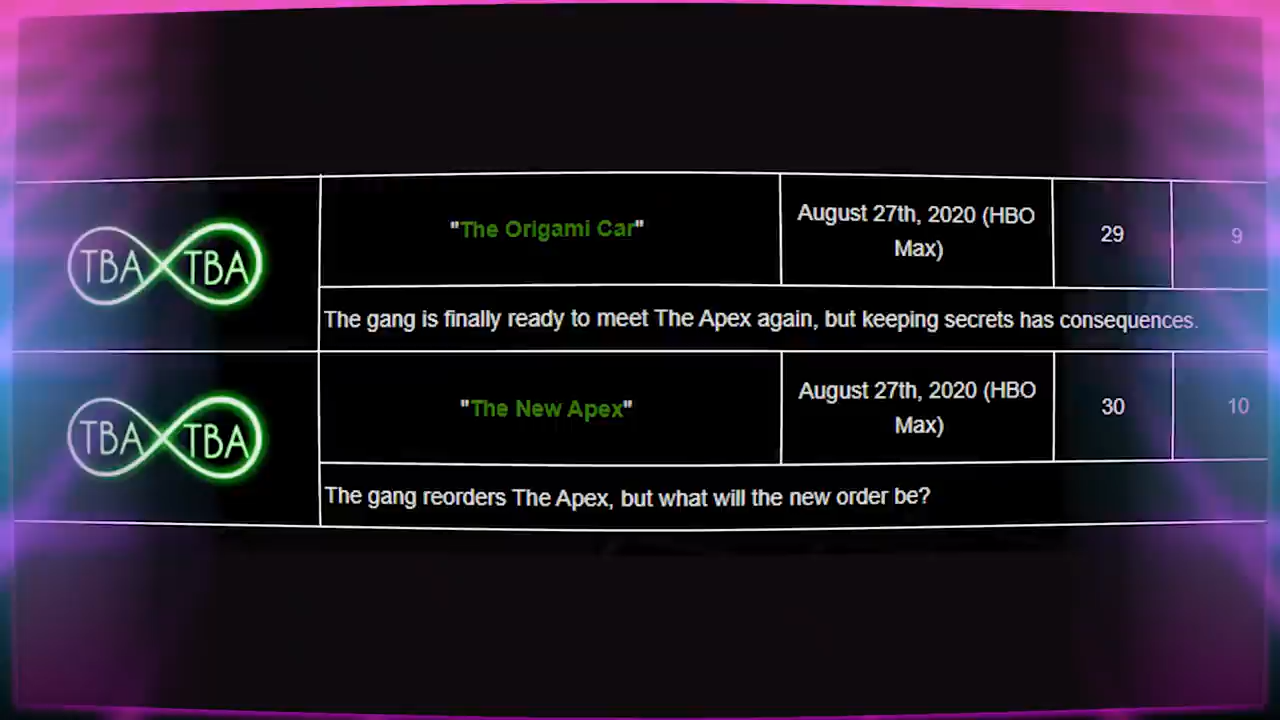 TBA TBA
"The Origami Car"
August 27th, 2020 (HBO
Max)
29
9
The gang is finally ready to meet The Apex again, but keeping secrets has consequences.
TBA TBA
"The New Apex"
August 27th, 2020 (HBO
Max)
30
10
The gang reorders The Apex, but what will the new order be?